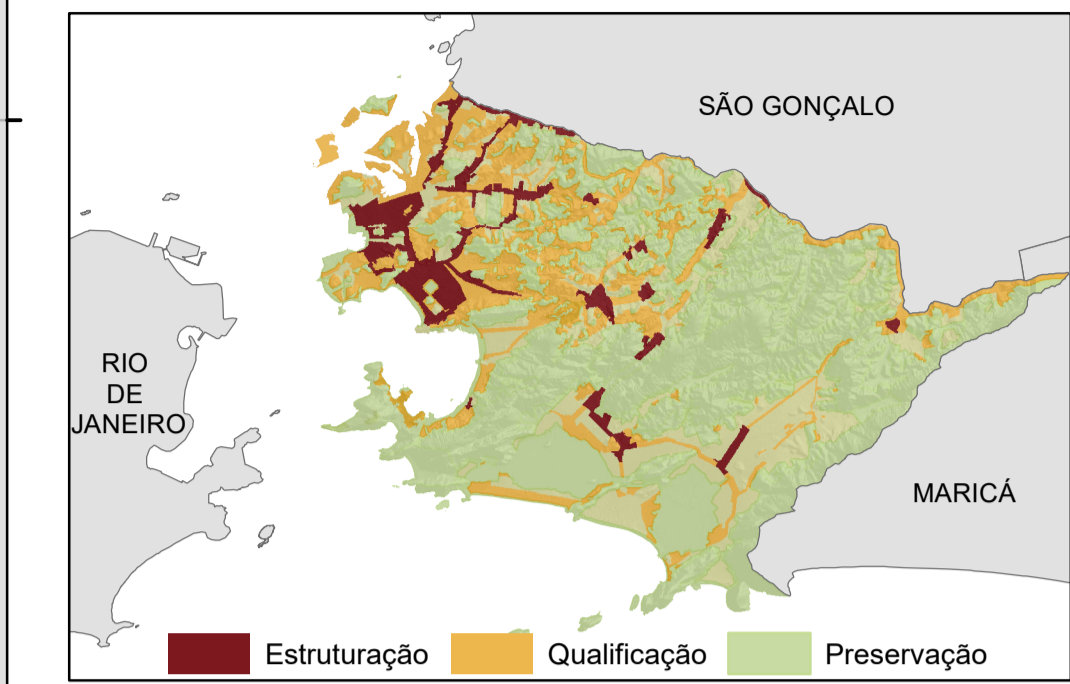 SÃO GONÇALO
RIO
DE
JANEIRO
MARICÁ
Estruturação
Qualificação
Preservação